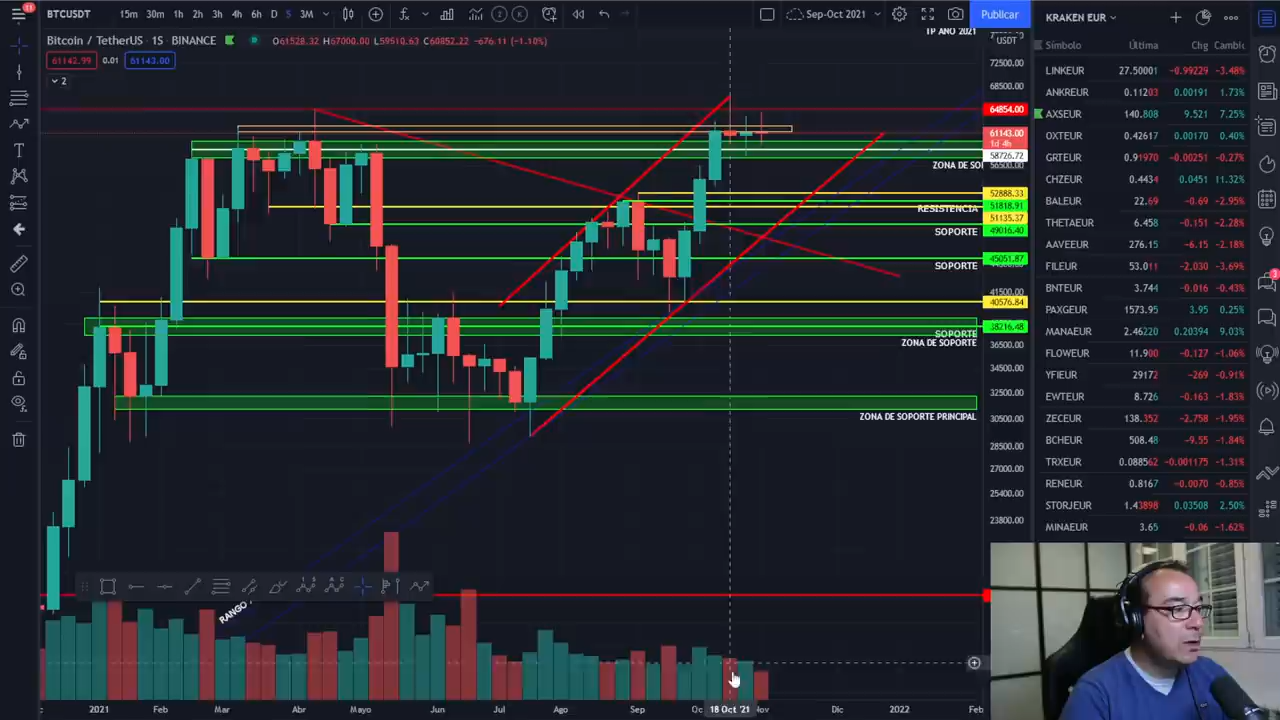 11
BTCUSDT 15m 30m 1h 2h 3h 4h 6h D S 3M Sep-Oct 2021 Publicar
Bitcoin / TetherUS · 1S · BINANCE O61528.32 H67000.00 L59510.63 C60852.22 -676.11 (-1.10%)
61142.99 0.01 61143.00
2
TP AÑO 2021
USDT
72500.00
68500.00
64854.00
61143.00
1d 4h
58726.72
56500.00
ZONA DE SO
52888.33
51818.91
RESISTENCIA
51135.37
SOPORTE
49016.40
SOPORTE
45051.87
41500.00
40576.84
38216.48
SOPORTE
ZONA DE SOPORTE
36500.00
34500.00
32500.00
ZONA DE SOPORTE PRINCIPAL
30500.00
28500.00
27000.00
25400.00
23800.00
RANGO
2021 Feb Mar Abr Mayo Jun Jul Ago Sep Oc 18 Oct '21 Nov Dic 2022 Feb
KRAKEN EUR
Símbolo Última Chg Cambio
LINKEUR 27.50001 -0.99229 -3.48%
ANKREUR 0.11203 0.00191 1.73%
AXSEUR 140.808 9.521 7.25%
OXTEUR 0.42617 0.00170 0.40%
GRTEUR 0.91970 -0.00251 -0.27%
CHZEUR 0.4434 0.0451 11.32%
BALEUR 22.69 -0.69 -2.95%
THETAEUR 6.458 -0.151 -2.28%
AAVEEUR 276.15 -6.15 -2.18%
FILEUR 53.011 -2.030 -3.69%
BNTEUR 3.744 -0.016 -0.43%
PAXGEUR 1573.95 3.95 0.25%
MANAEUR 2.46220 0.20394 9.03%
FLOWEUR 11.900 -0.127 -1.06%
YFIEUR 29172 -269 -0.91%
EWTEUR 8.726 -0.163 -1.83%
ZECEUR 138.352 -2.758 -1.95%
BCHEUR 508.48 -9.55 -1.84%
TRXEUR 0.088562 -0.001175 -1.31%
RENEUR 0.8167 -0.0070 -0.85%
STORJEUR 1.43898 0.03508 2.50%
MINAEUR 3.65 -0.06 -1.62%
3